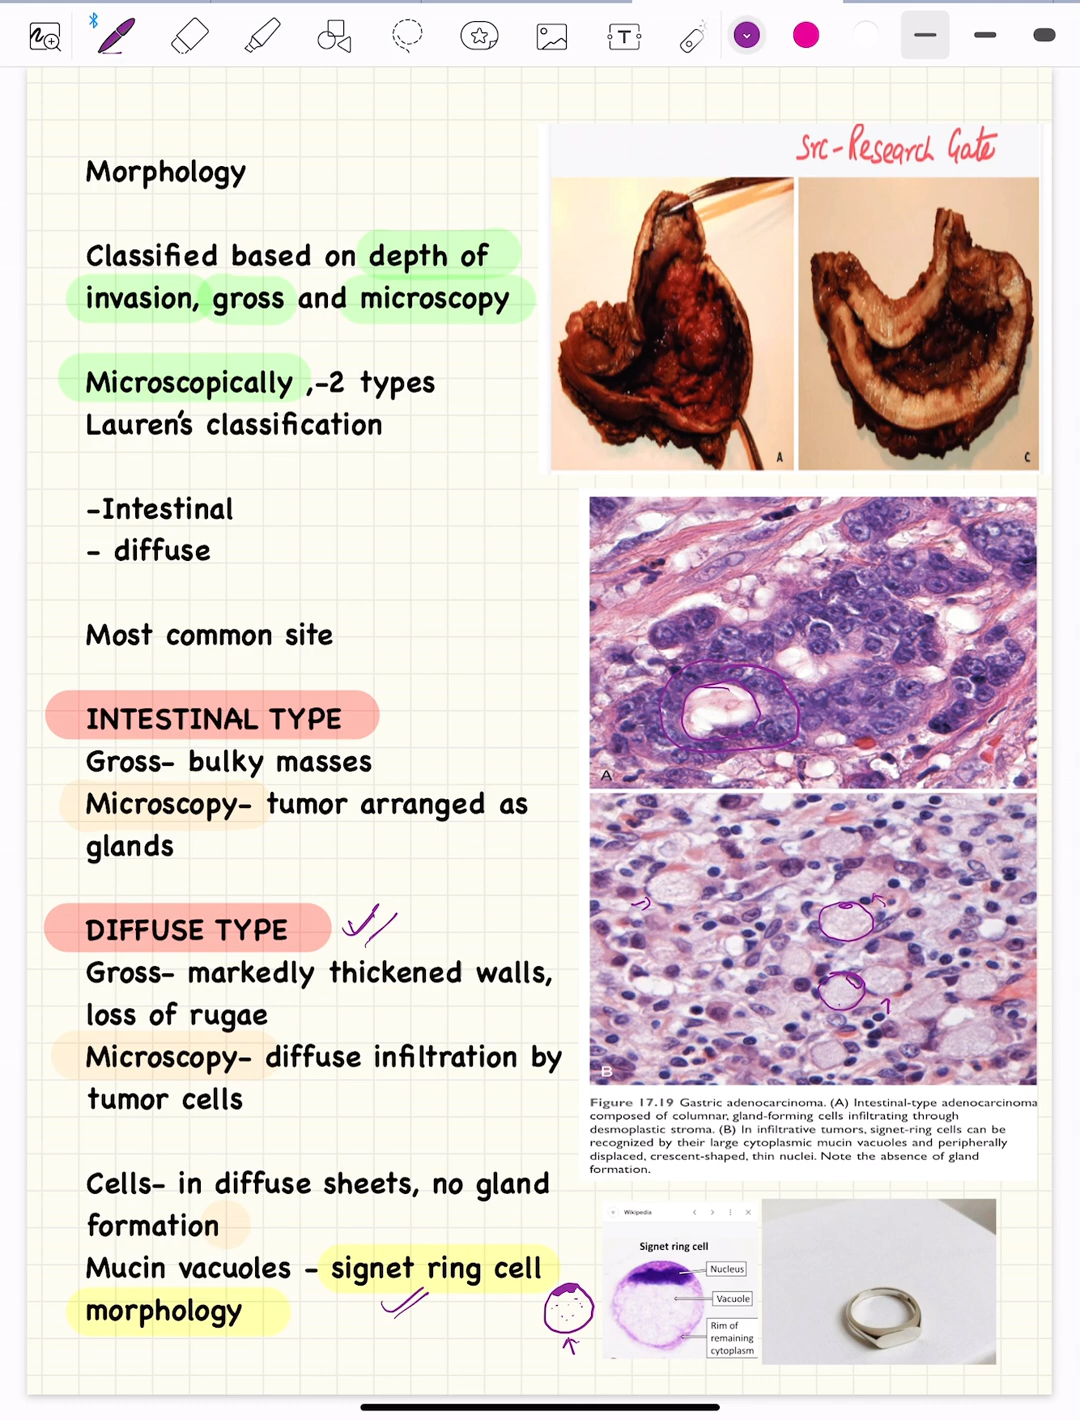 Src-Research Gate
Morphology
Classified based on depth of
invasion, gross and microscopy
Microscopically ,-2 types
Lauren's classification
-Intestinal
- diffuse
Most common site
INTESTINAL TYPE
Gross- bulky masses
Microscopy- tumor arranged as
glands
DIFFUSE TYPE
Gross- markedly thickened walls,
loss of rugae
Microscopy- diffuse infiltration by
tumor cells
Cells- in diffuse sheets, no gland
formation
Mucin vacuoles - signet ring cell
morphology
A
C
A
B
Figure 17.19 Gastric adenocarcinoma. (A) Intestinal-type adenocarcinoma
composed of columnar, gland-forming cells infiltrating through
desmoplastic stroma. (B) In infiltrative tumors, signet-ring cells can be
recognized by their large cytoplasmic mucin vacuoles and peripherally
displaced, crescent-shaped, thin nuclei. Note the absence of gland
formation.
Wikipedia
Signet ring cell
Nucleus
Vacuole
Rim of
remaining
cytoplasm
T